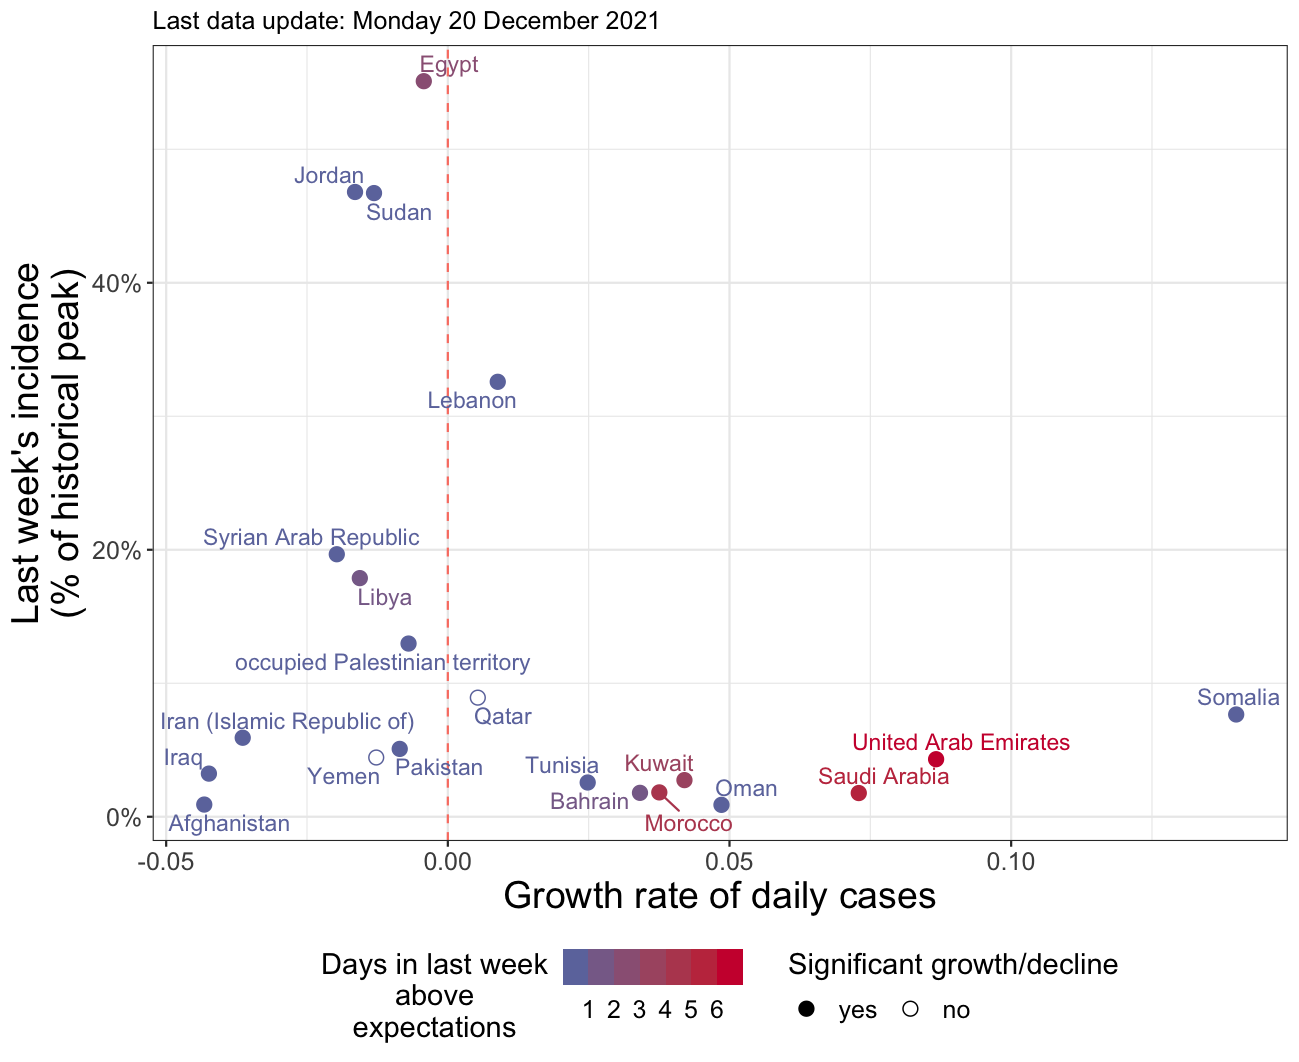 Last data update: Monday 20 December 2021
Egypt
Jordan
Sudan
Lebanon
Syrian Arab Republic
Libya
occupied Palestinian territory
Qatar
Somalia
Iran (Islamic Republic of)
United Arab Emirates
Iraq
Yemen
Pakistan
Tunisia
Kuwait
Saudi Arabia
Bahrain
Oman
Afghanistan
Morocco
Last week's incidence
(% of historical peak)
40%
20%
0%
-0.05 0.00 0.05 0.10
Growth rate of daily cases
Days in last week
above
expectations
1 2 3 4 5 6
Significant growth/decline
yes no